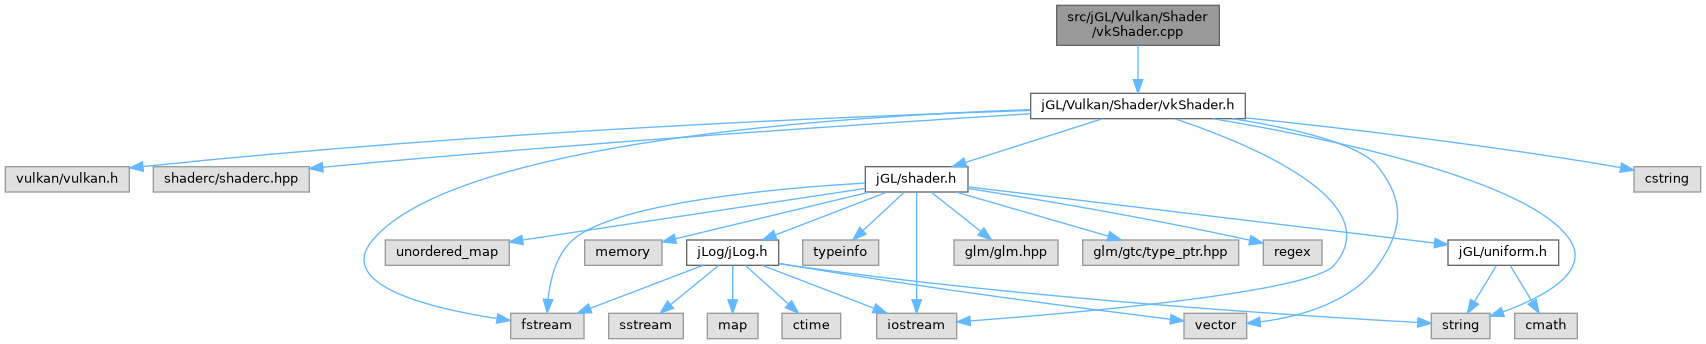 src/jGL/Vulkan/Shader
/vkShader.cpp
jGL/Vulkan/Shader/vkShader.h
vulkan/vulkan.h
shaderc/shaderc.hpp
jGL/shader.h
cstring
unordered_map
memory
jLog/jLog.h
typeinfo
glm/glm.hpp
glm/gtc/type_ptr.hpp
regex
jGL/uniform.h
fstream
sstream
map
ctime
iostream
vector
string
cmath